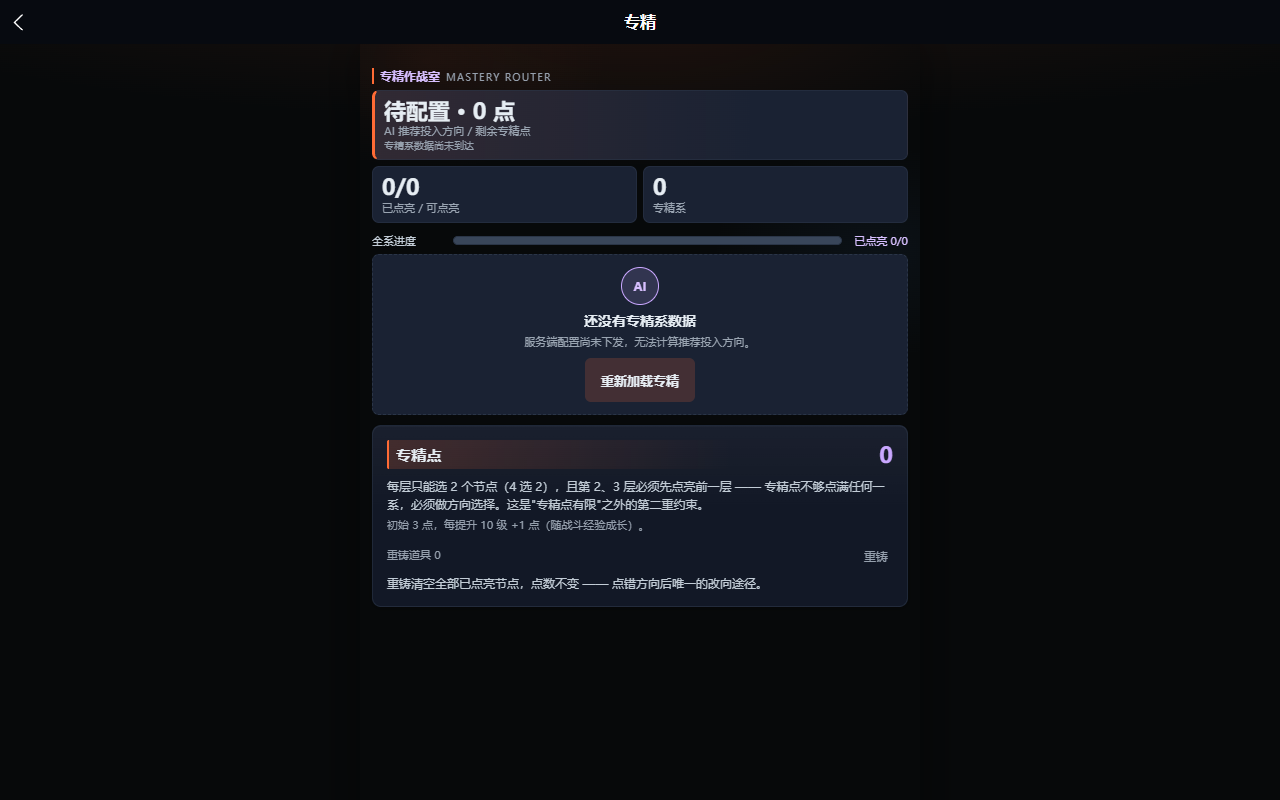 专精
专精作战室 MASTERY ROUTER
待配置 · 0 点
AI 推荐投入方向 / 剩余专精点
专精系数据尚未到达
0/0
已点亮 / 可点亮
0
专精系
全系进度
已点亮 0/0
AI
还没有专精系数据
服务端配置尚未下发，无法计算推荐投入方向。
重新加载专精
专精点
0
每层只能选 2 个节点（4 选 2），且第 2、3 层必须先点亮前一层 —— 专精点不够点满任何一
系，必须做方向选择。这是"专精点有限"之外的第二重约束。
初始 3 点，每提升 10 级 +1 点（随战斗经验成长）。
重铸道具 0
重铸
重铸清空全部已点亮节点，点数不变 —— 点错方向后唯一的改向途径。